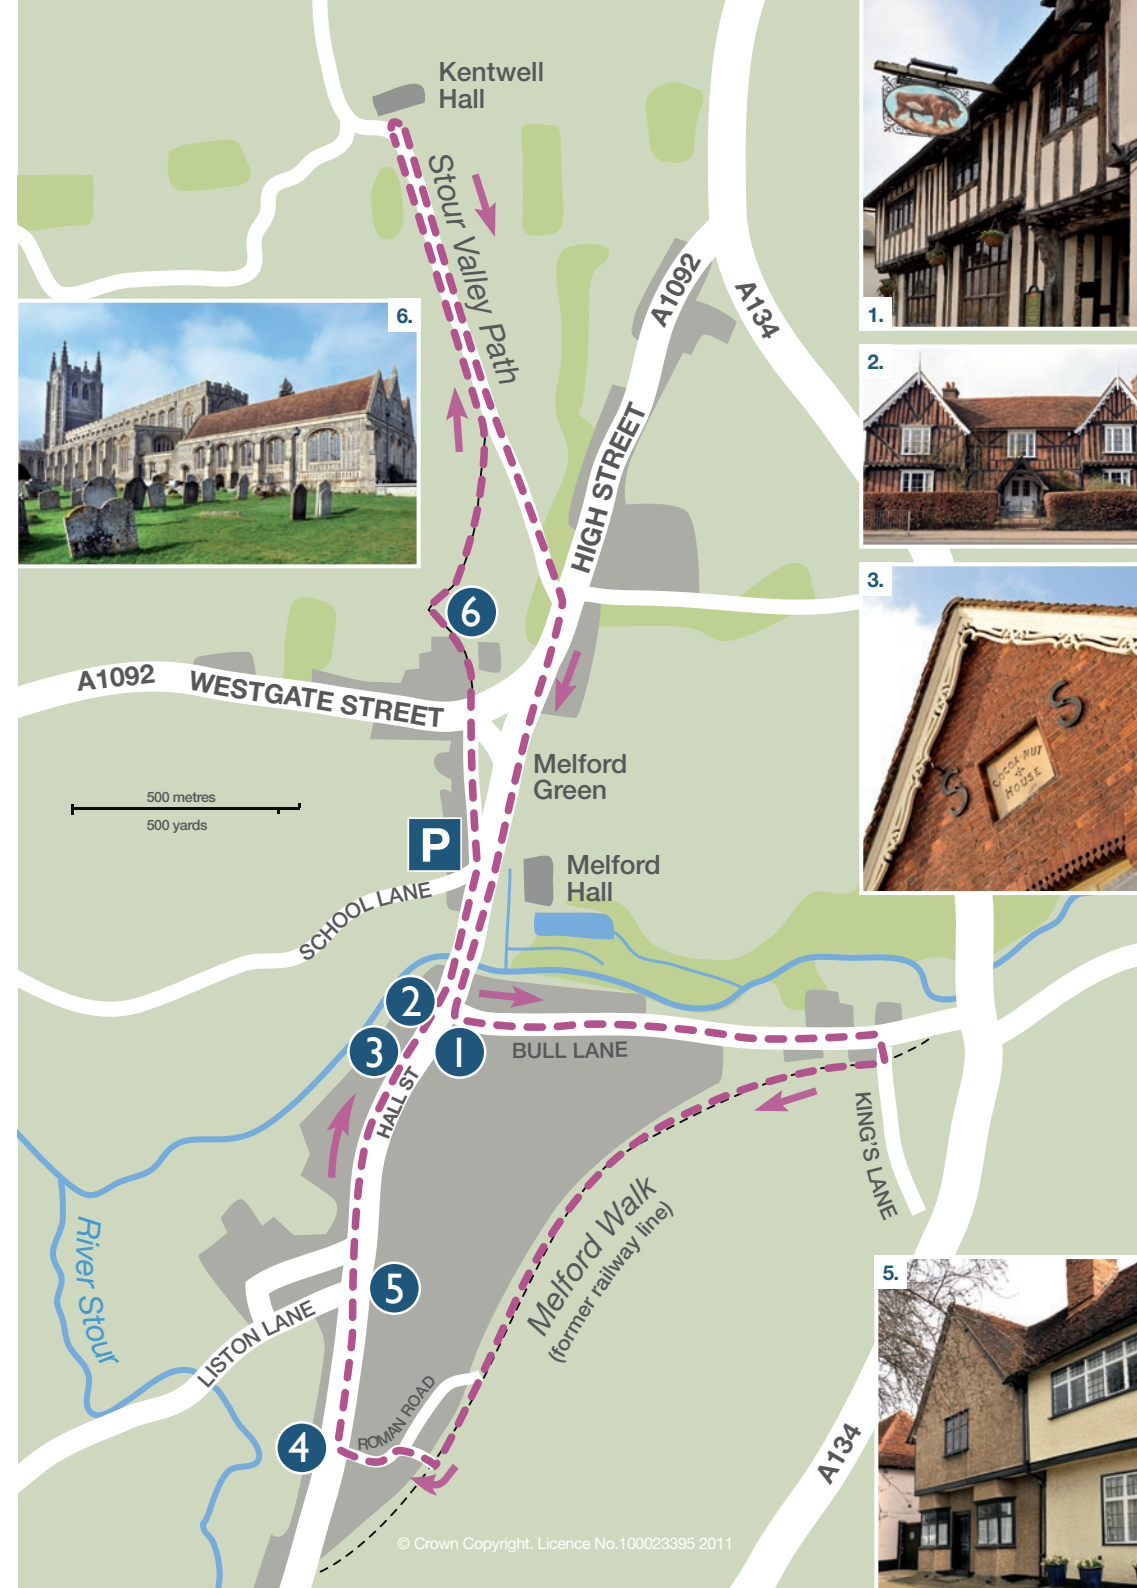 Kentwell
Hall
Stour Valley Path
A1092
A134
1.
2.
6.
HIGH STREET
3.
6
A1092
WESTGATE STREET
COCOA-NUT
HOUSE
S
S
Melford
Green
500 metres
500 yards
P
Melford
Hall
SCHOOL LANE
2
3
1
BULL LANE
HALL ST
KING'S LANE
Melford Walk
(former railway line)
River Stour
5
5.
LISTON LANE
ROMAN ROAD
4
A134
© Crown Copyright. Licence No.100023395 2011